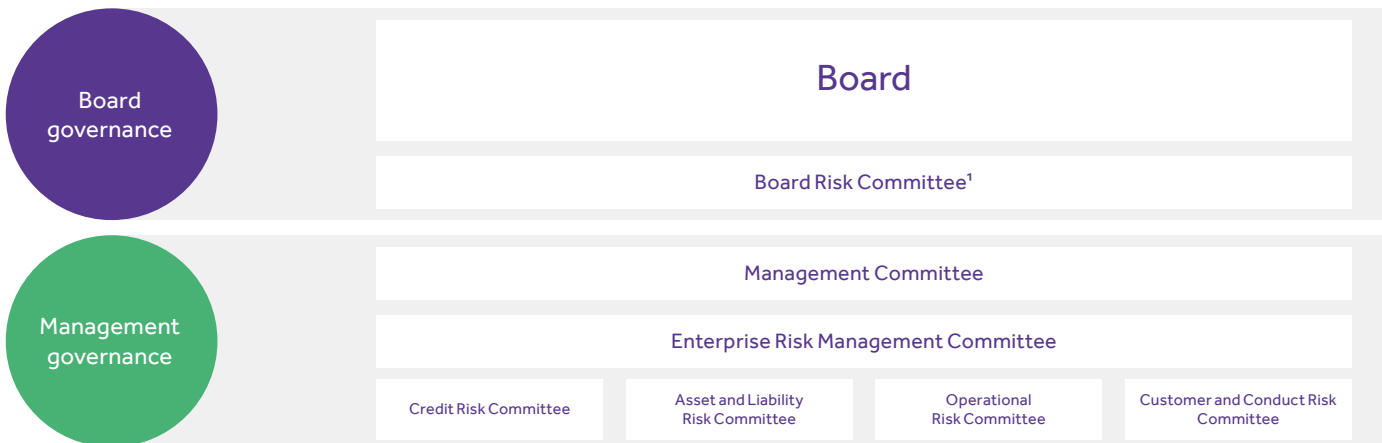 Board
governance
Board
Board Risk Committee¹
Management
governance
Management Committee
Enterprise Risk Management Committee
Credit Risk Committee
Asset and Liability
Risk Committee
Operational
Risk Committee
Customer and Conduct Risk
Committee